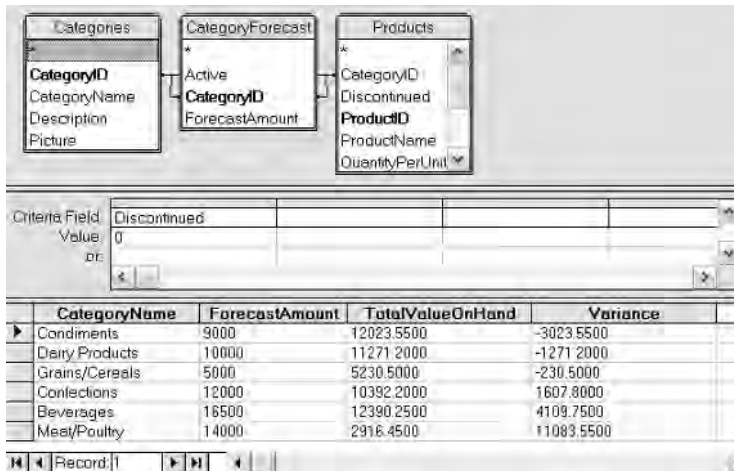 Categories
*
CategoryID
CategoryName
Description
Picture
CategoryForecast
*
Active
CategoryID
ForecastAmount
Products
*
CategoryID
Discontinued
ProductID
ProductName
QuantityPerUnit
Criteria Field: Discontinued
Value: 0
or:
CategoryName ForecastAmount TotalValueOnHand Variance
Condiments 9000 12023.5500 -3023.5500
Dairy Products 10000 11271.2000 -1271.2000
Grains/Cereals 5000 5230.5000 -230.5000
Confections 12000 10392.2000 1607.8000
Beverages 16500 12390.2500 4109.7500
Meat/Poultry 14000 2916.4500 11083.5500
Record: 1